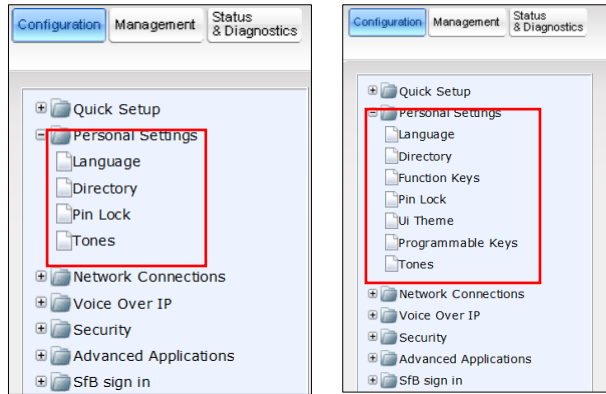 Configuration Management Status
& Diagnostics
Quick Setup
Personal Settings
Language
Directory
Pin Lock
Tones
Network Connections
Voice Over IP
Security
Advanced Applications
SfB sign in
Configuration Management Status
& Diagnostics
Quick Setup
Personal Settings
Language
Directory
Function Keys
Pin Lock
Ui Theme
Programmable Keys
Tones
Network Connections
Voice Over IP
Security
Advanced Applications
SfB sign in